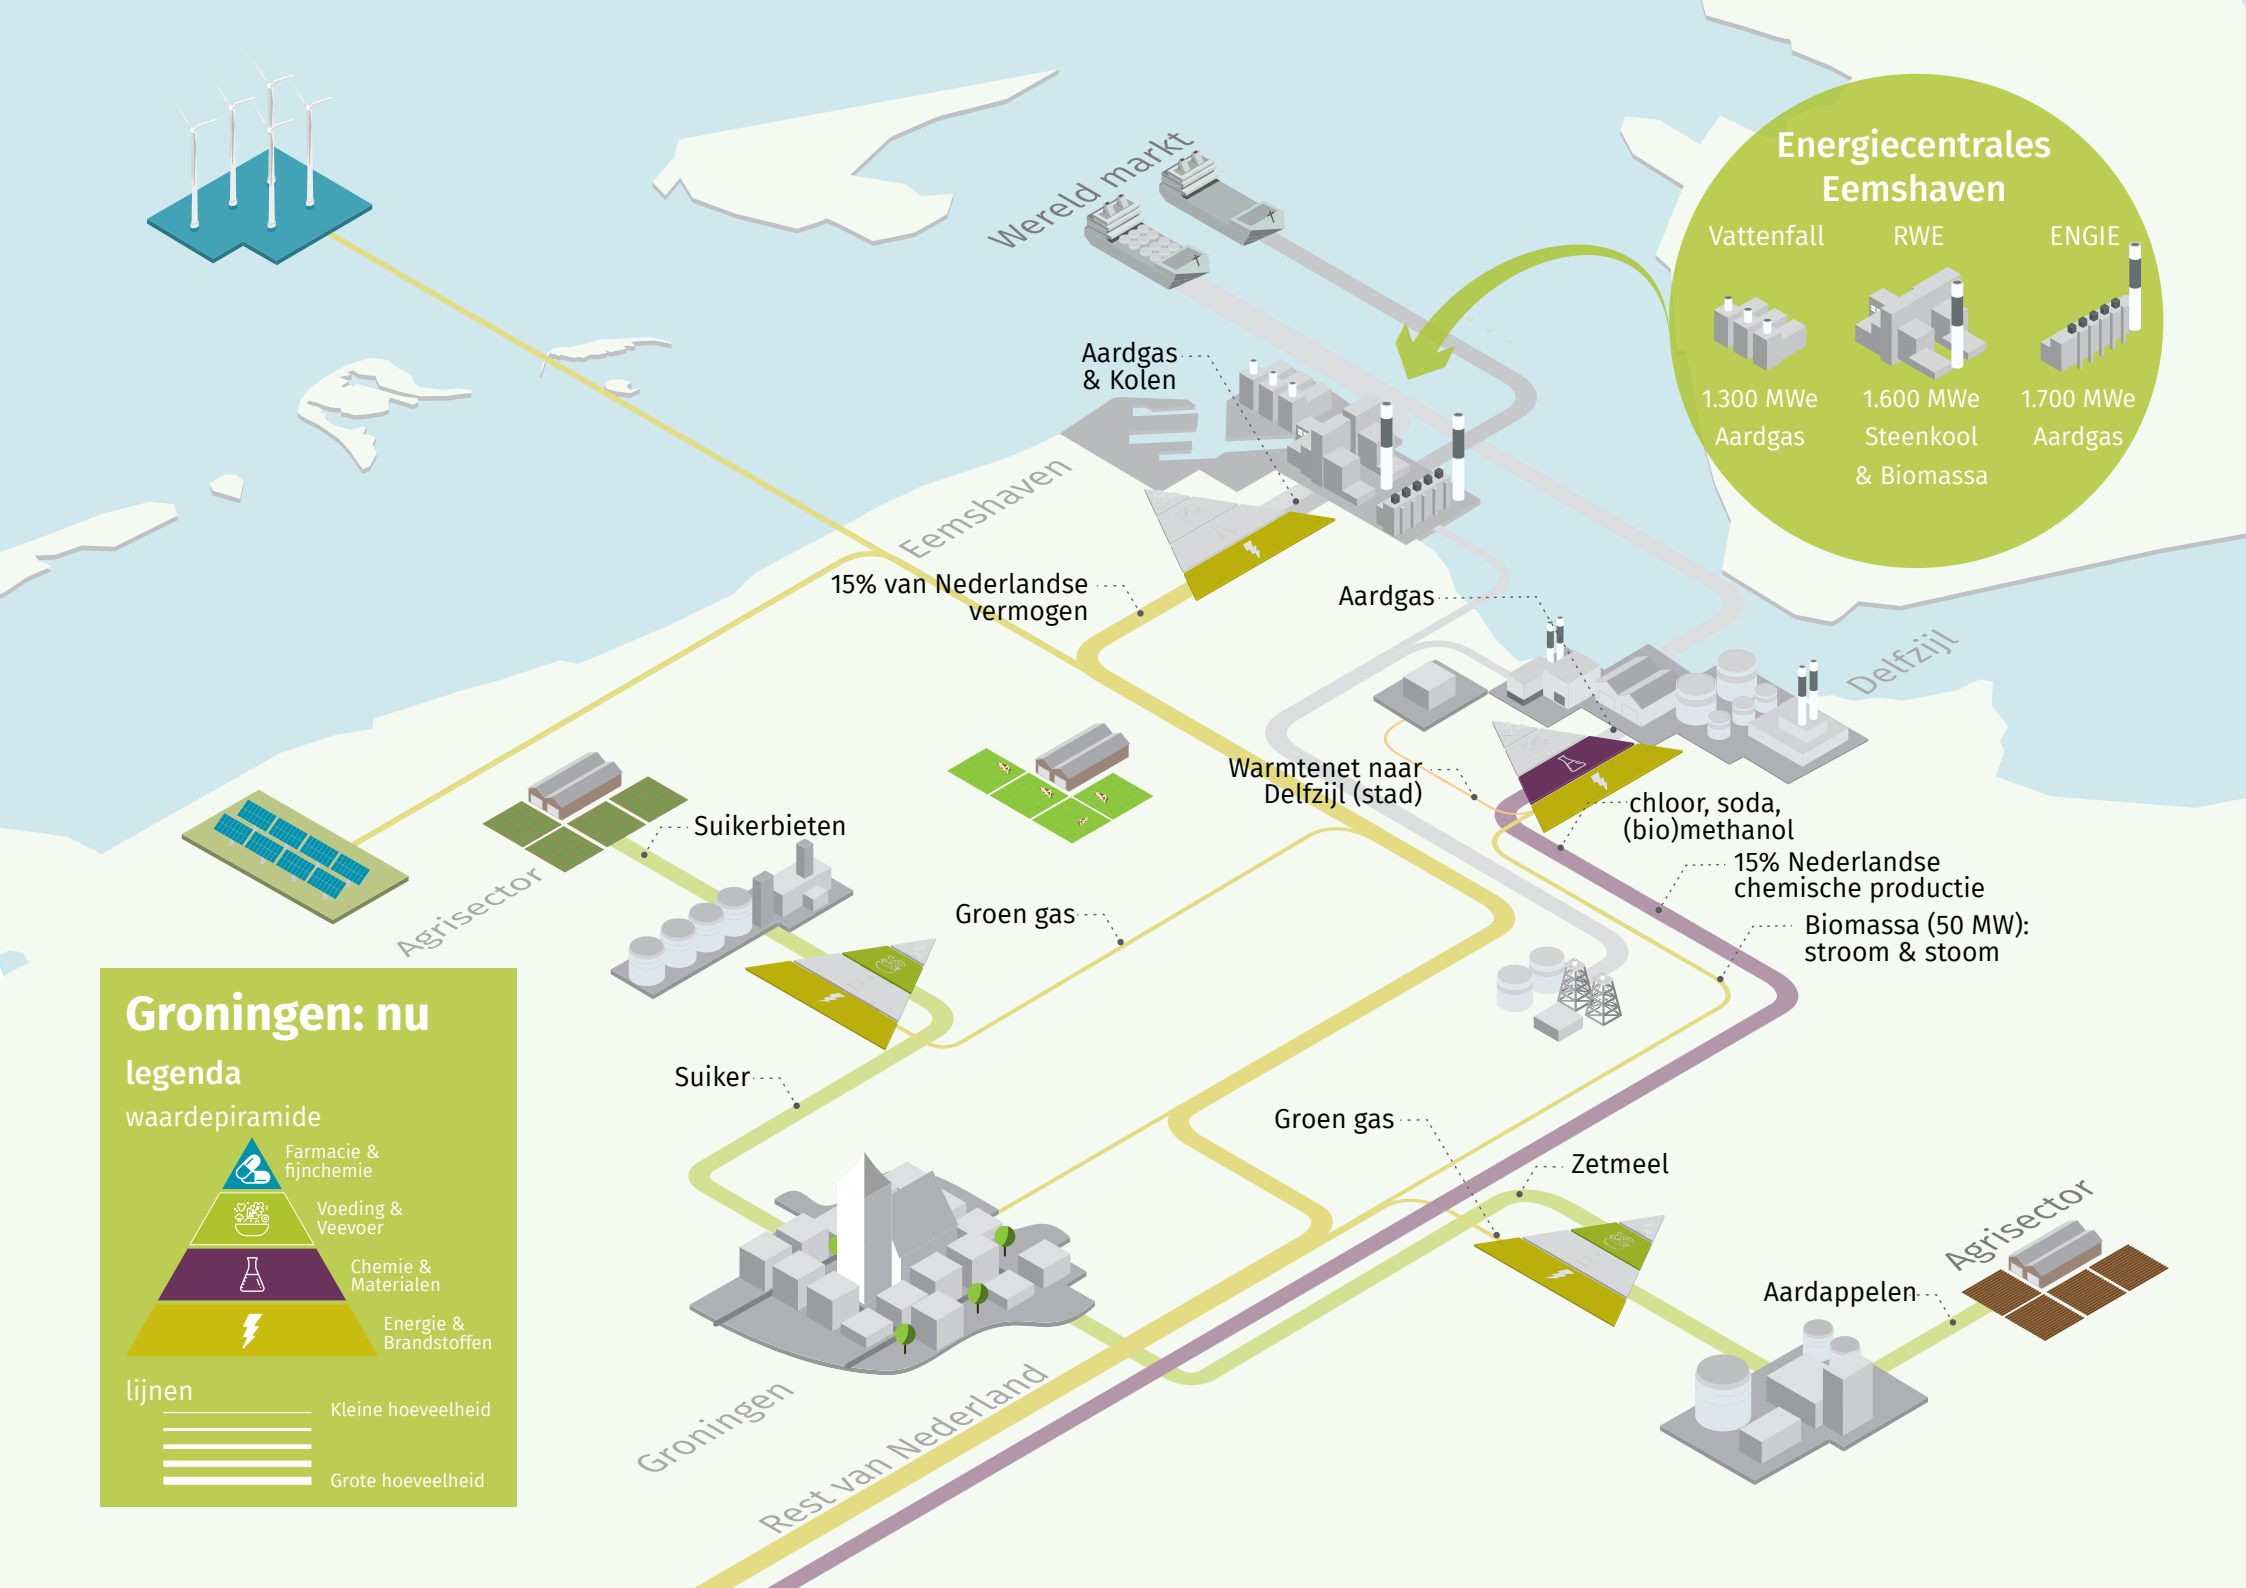 Energiecentrales
Eemshaven
Vattenfall
RWE
ENGIE
1.300 MWe
Aardgas
1.600 MWe
Steenkool
& Biomassa
1.700 MWe
Aardgas
Wereld markt
Aardgas
& Kolen
Eemshaven
15% van Nederlandse
vermogen
Aardgas
Delfzijl
Warmtenet naar
Delfzijl (stad)
chloor, soda,
(bio)methanol
15% Nederlandse
chemische productie
Biomassa (50 MW):
stroom & stoom
Suikerbieten
Agrisector
Groen gas
Suiker
Groen gas
Zetmeel
Agrisector
Aardappelen
Groningen
Rest van Nederland
Groningen: nu
legenda
waardepiramide
Farmacie &
fijnchemie
Voeding &
Veevoer
Chemie &
Materialen
Energie &
Brandstoffen
lijnen
Kleine hoeveelheid
Grote hoeveelheid